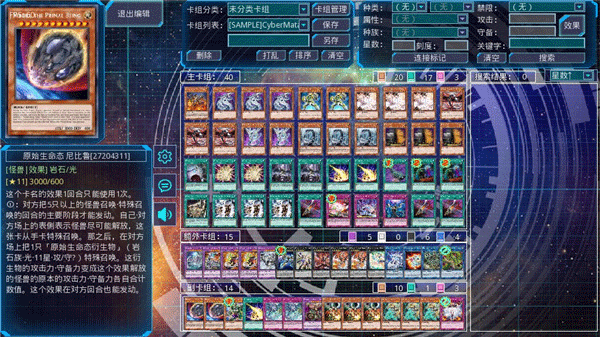 退出编辑
卡组分类：
未分类卡组
卡组管理
卡组列表：
[SAMPLE]CyberMat
保存
另存
删除
打乱
排序
清空
种类：
(无)
(无)
禁限：
(无)
属性：
(无)
攻击：
种族：
(无)
守备：
效果
星数：
刻度：
关键字：
连接标记
清空
搜索
主卡组： 40
20
17
3
搜索结果： 0
星数↑
原始生命态 尼比鲁[27204311]
[怪兽|效果] 岩石/光
[★11] 3000/600
这个卡名的效果1回合只能使用1次。
①：对方把5只以上的怪兽召唤·特殊召
唤的回合的主要阶段才能发动。自己·对
方场上的表侧表示怪兽尽可能解放，这
张卡从手卡特殊召唤。那之后，在对方
场上把1只「原始生命态衍生物」（岩
石族·光·11星·攻/守?）特殊召唤。这衍
生物的攻击力·守备力变成这个效果解放
的怪兽的原本的攻击力·守备力各自合计
数值。这个效果在对方回合也能发动。
额外卡组： 15
5
0
6
4
副卡组： 14
10
1
3